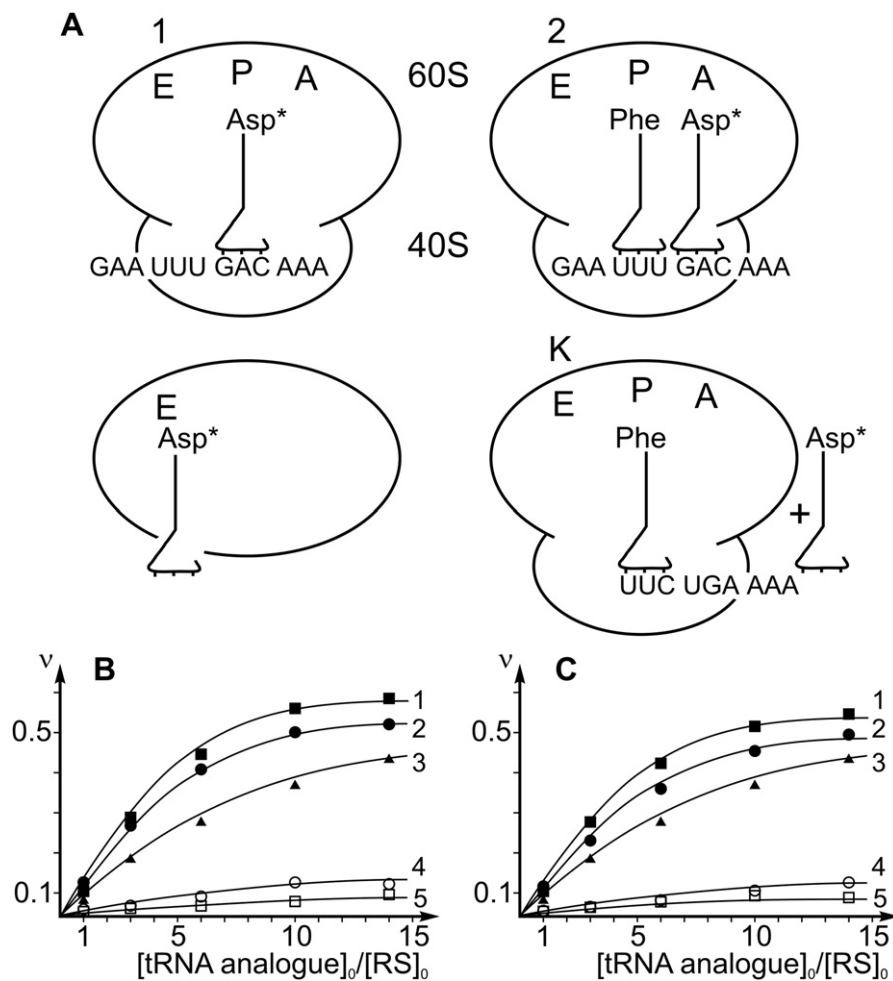 A
1
2
E P A
60S
E P A
Asp*
Phe Asp*
40S
GAA UUU GAC AAA
GAA UUU GAC AAA
K
E
E P A
Asp*
Phe
Asp*
+
UUC UGA AAA
ν
B
0.5
0.1
1
2
3
4
5
1 5 10 15
[tRNA analogue]₀/[RS]₀
ν
C
0.5
0.1
1
2
3
4
5
1 5 10 15
[tRNA analogue]₀/[RS]₀